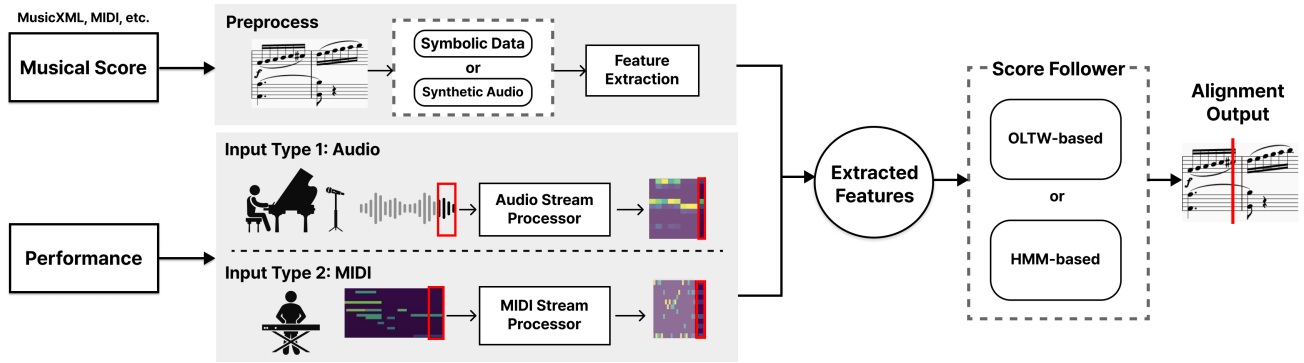 MusicXML, MIDI, etc.
Musical Score
Preprocess
Symbolic Data
or
Synthetic Audio
Feature
Extraction
Performance
Input Type 1: Audio
Audio Stream
Processor
Input Type 2: MIDI
MIDI Stream
Processor
Extracted
Features
Score Follower
OLTW-based
or
HMM-based
Alignment
Output